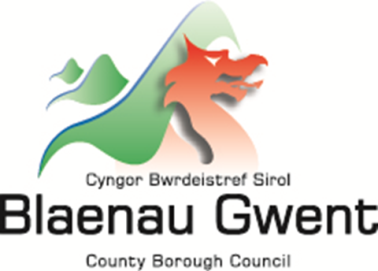 Cyngor Bwrdeistref Sirol
Blaenau Gwent
County Borough Council